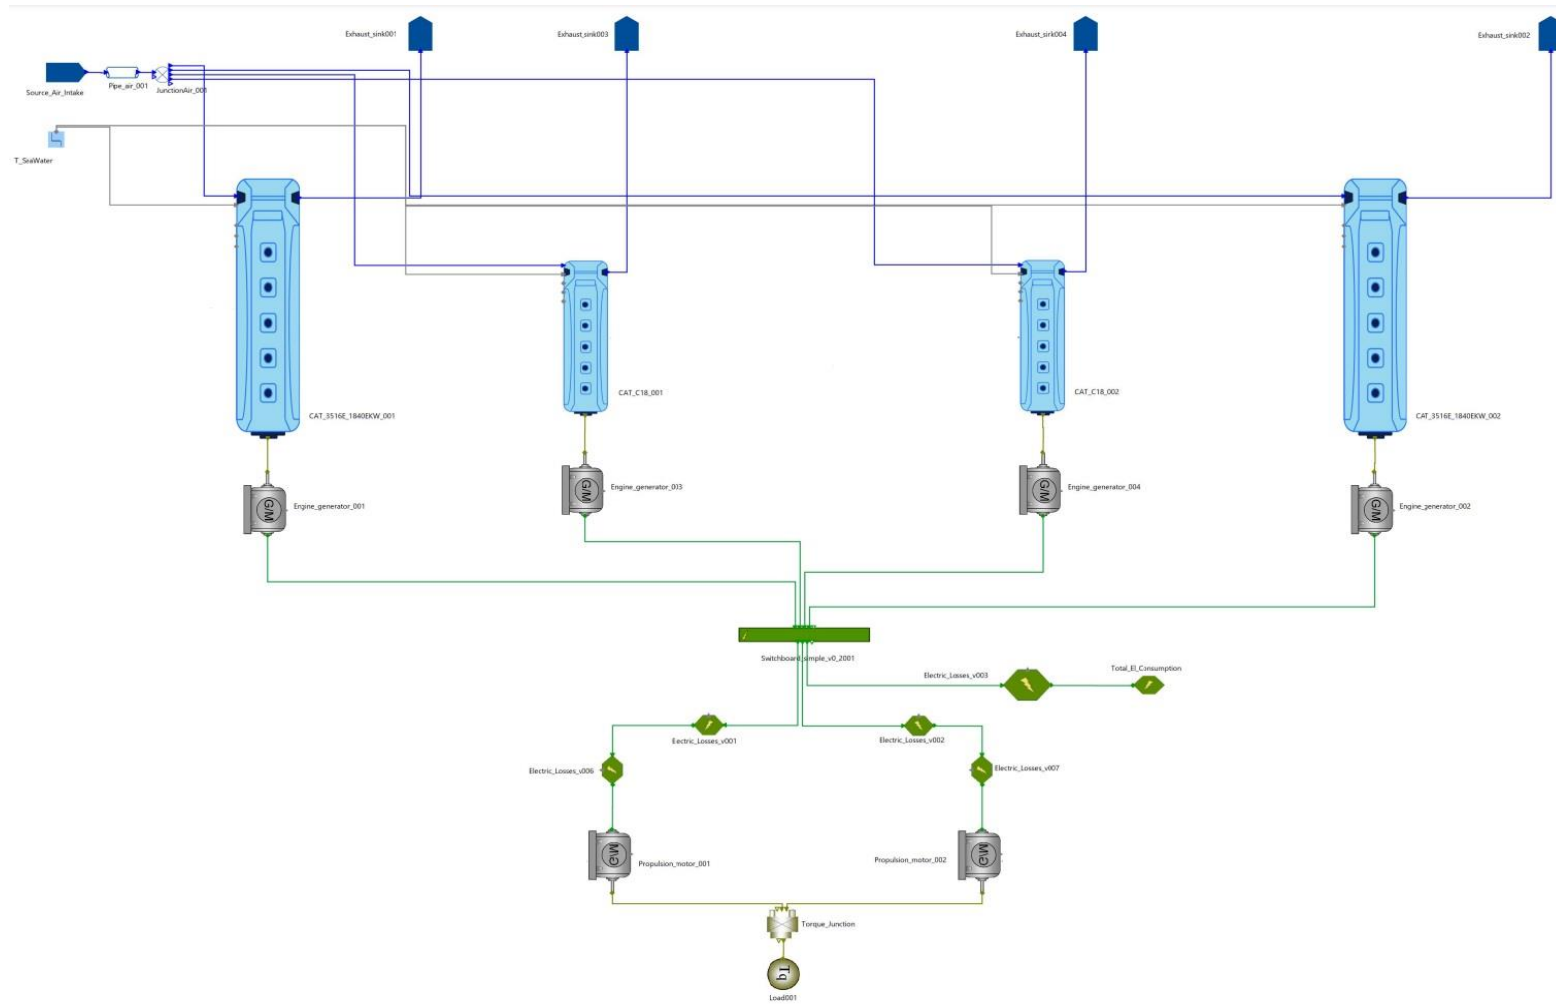 Exhaust_sink001
Exhaust_sink003
Exhaust_sink004
Exhaust_sink002
Source_Air_Intake
Pipe_air_001
JunctionAir_001
T_SeaWater
CAT_3516E_1840EKW_001
CAT_C18_001
CAT_C18_002
CAT_3516E_1840EKW_002
G/M
Engine_generator_001
G/M
Engine_generator_003
G/M
Engine_generator_004
G/M
Engine_generator_002
Switchboard_simple_v0_2001
Electric_Losses_v003
Total_El_Consumption
Eectric_Losses_v001
Electric_Losses_v002
Electric_Losses_v006
Electric_Losses_v007
G/M
Propulsion_motor_001
Propulsion_motor_002
G/M
Torque_Junction
Tq
Load001